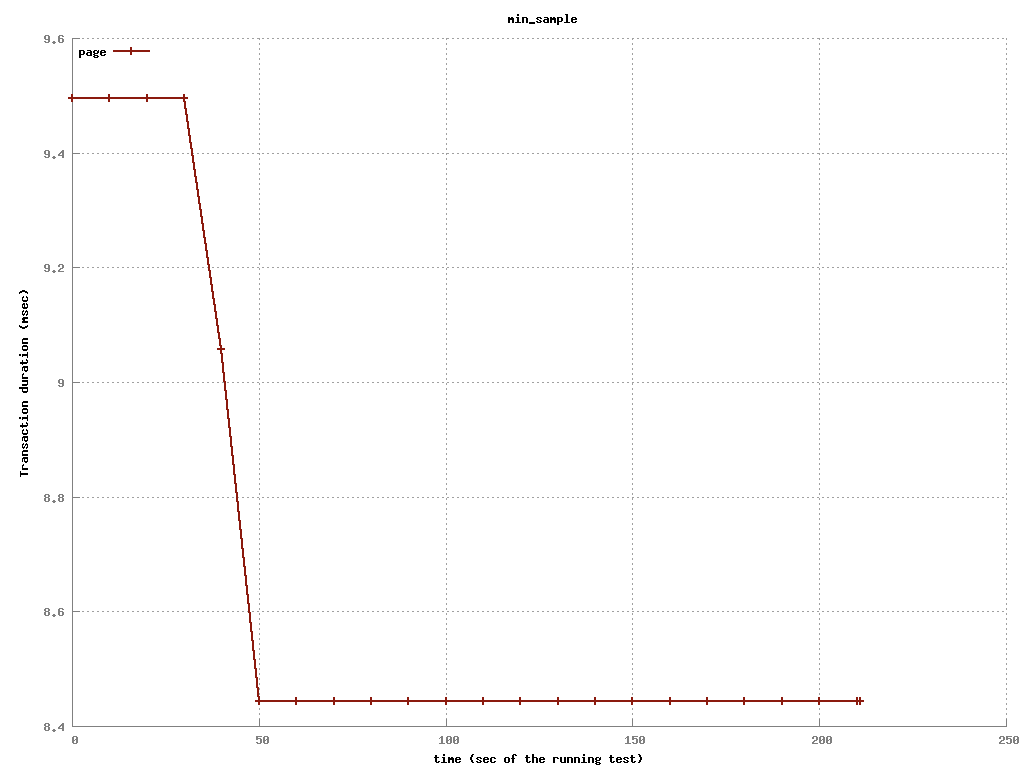 min_sample
page
9.6
9.4
9.2
9
8.8
8.6
8.4
Transaction duration (msec)
0 50 100 150 200 250
time (sec of the running test)